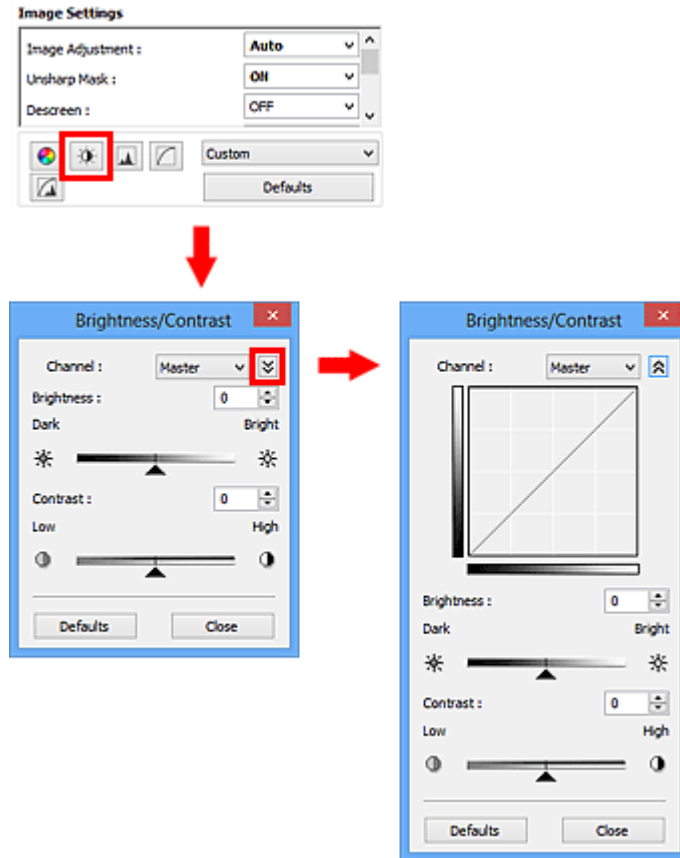 Image Settings
Image Adjustment : Auto
Unsharp Mask : ON
Descreen : OFF
Custom
Defaults
Brightness/Contrast
Channel : Master
Brightness : 0
Dark Bright
Contrast : 0
Low High
Defaults Close
Brightness/Contrast
Channel : Master
Brightness : 0
Dark Bright
Contrast : 0
Low High
Defaults Close